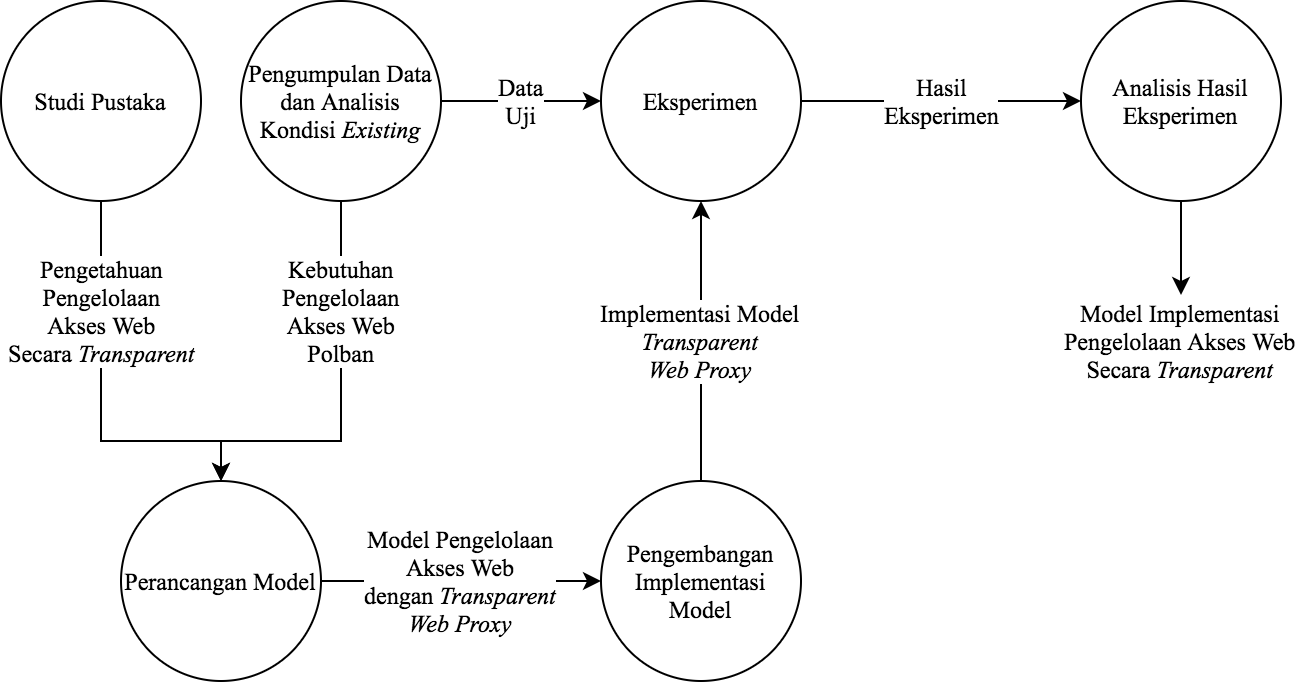 Studi Pustaka
Pengumpulan Data
dan Analisis
Kondisi Existing
Data
Uji
Eksperimen
Hasil
Eksperimen
Analisis Hasil
Eksperimen
Pengetahuan
Pengelolaan
Akses Web
Secara Transparent
Kebutuhan
Pengelolaan
Akses Web
Polban
Implementasi Model
Transparent
Web Proxy
Model Implementasi
Pengelolaan Akses Web
Secara Transparent
Perancangan Model
Model Pengelolaan
Akses Web
dengan Transparent
Web Proxy
Pengembangan
Implementasi
Model